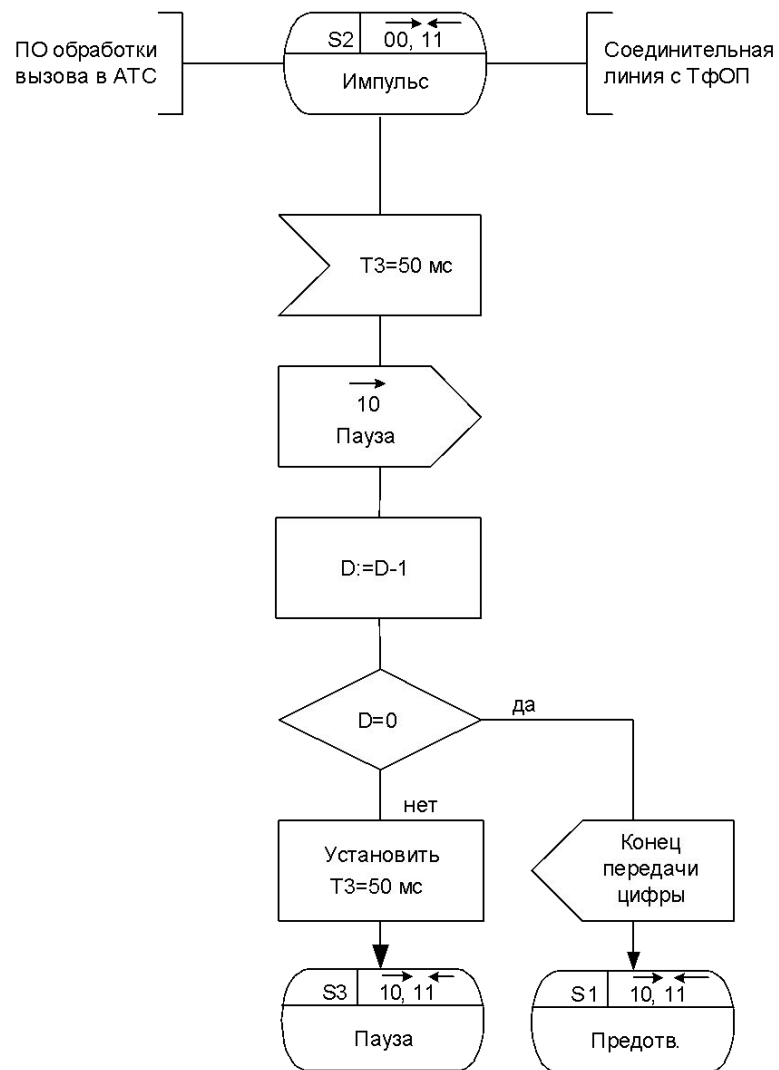 ПО обработки
вызова в АТС
S2 00, 11
Импульс
Соединительная
линия с ТфОП
Т3=50 мс
10
Пауза
D:=D-1
D=0
да
нет
Установить
Т3=50 мс
Конец
передачи
цифры
S3 10, 11
Пауза
S1 10, 11
Предотв.